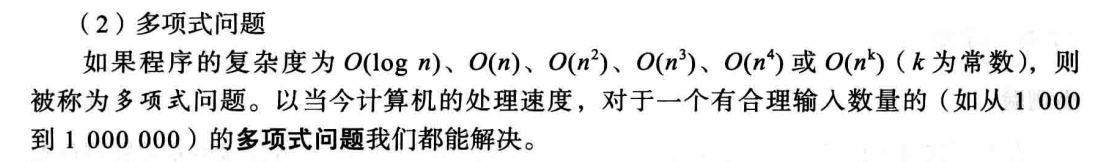 （2）多项式问题
如果程序的复杂度为 O(log n)、O(n)、O(n²)、O(n³)、O(n⁴) 或 O(nᵏ)（k 为常数），则
被称为多项式问题。以当今计算机的处理速度，对于一个有合理输入数量的（如从 1 000
到 1 000 000）的多项式问题我们都能解决。